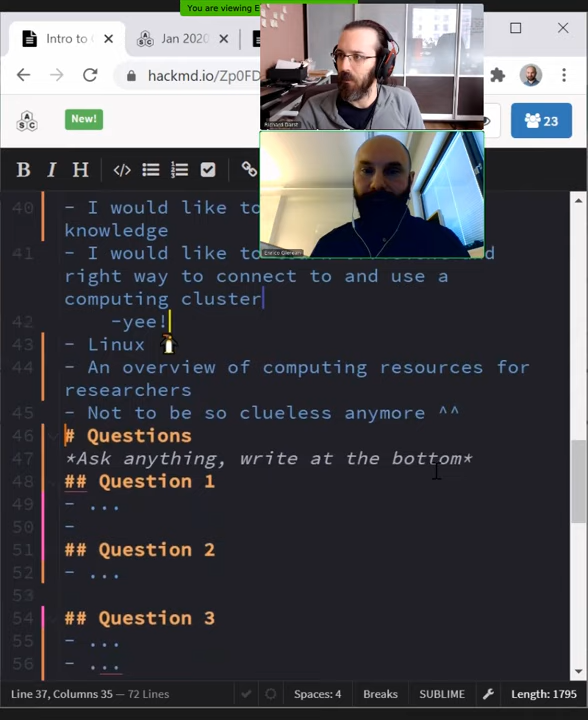 You are viewing E
Intro to
Jan 2020
hackmd.io/Zp0FD
New!
23
B I H
40 - I would like to
knowledge
41 - I would like to
right way to connect to and use a
computing cluster
42 -yee!
43 - Linux
44 - An overview of computing resources for
researchers
45 - Not to be so clueless anymore ^^
46 # Questions
47 *Ask anything, write at the bottom*
48 ## Question 1
49 - ...
50 -
51 ## Question 2
52 - ...
53
54 ## Question 3
55 - ...
56 - ...
Line 37, Columns 35 — 72 Lines
Spaces: 4
Breaks
SUBLIME
Length: 1795